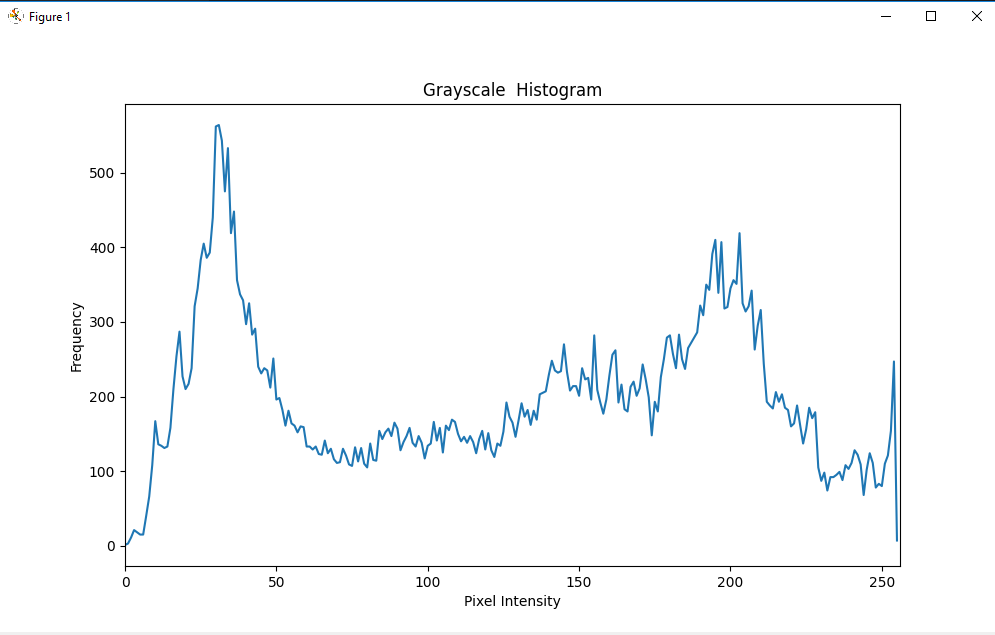 Figure 1
Grayscale  Histogram
500
400
300
200
100
0
Frequency
0 50 100 150 200 250
Pixel Intensity